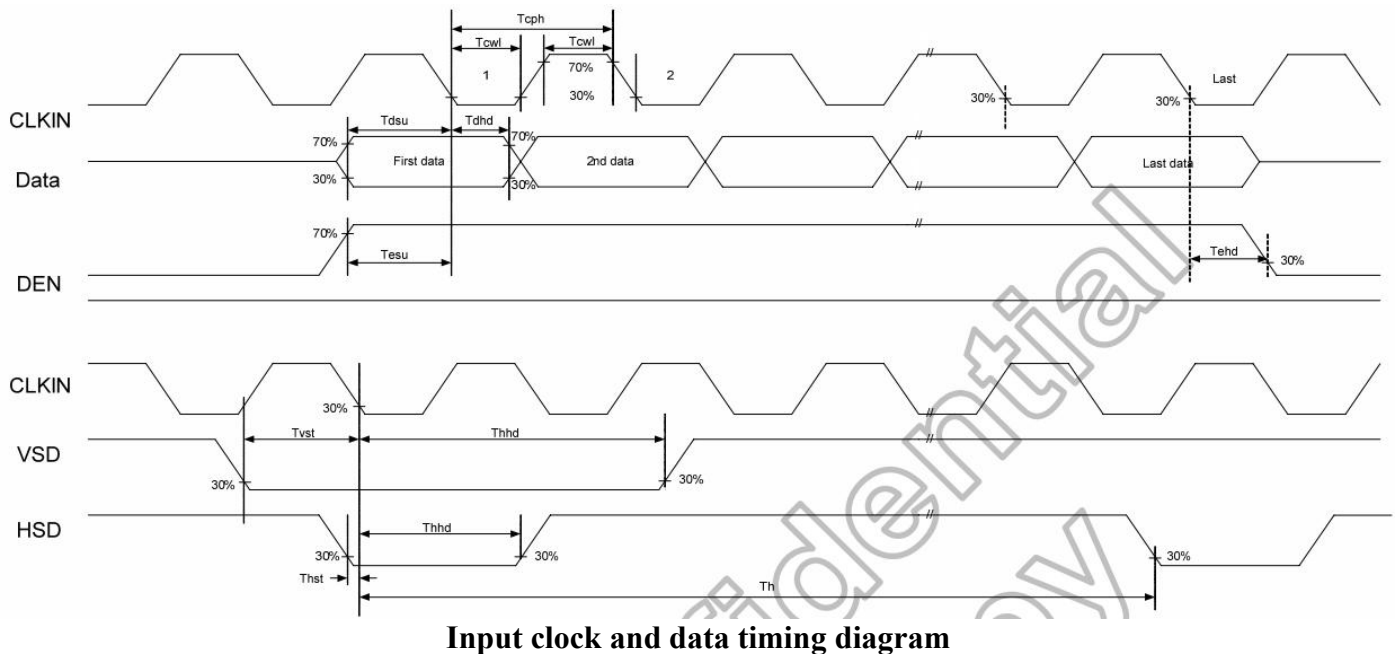 Tcph
Tcwl Tcwl
1 70% 2 Last
30% 30% 30%
CLKIN
Tdsu Tdhd
70% 70%
First data 2nd data Last data
Data
30% 30%
70%
Tesu Tehd
30%
DEN
CLKIN
30%
Tvst Thhd
VSD
30% 30%
HSD
Thhd
30% 30% 30%
Thst
Th
Input clock and data timing diagram